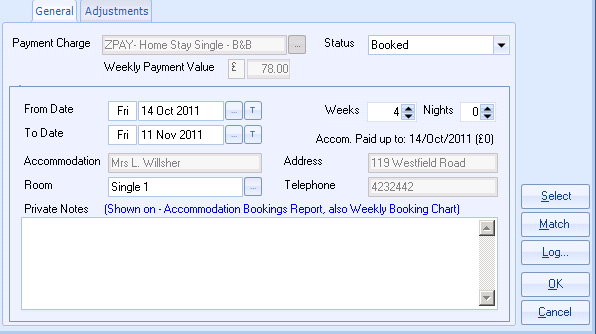 General Adjustments
Payment Charge ZPAY- Home Stay Single - B&B ... Status Booked
Weekly Payment Value £ 78.00
From Date Fri 14 Oct 2011 ... T Weeks 4 Nights 0
To Date Fri 11 Nov 2011 ... T Accom. Paid up to: 14/Oct/2011 (£0)
Accommodation Mrs L. Willsher Address 119 Westfield Road
Room Single 1 ... Telephone 4232442
Private Notes (Shown on - Accommodation Bookings Report, also Weekly Booking Chart)
Select
Match
Log...
OK
Cancel